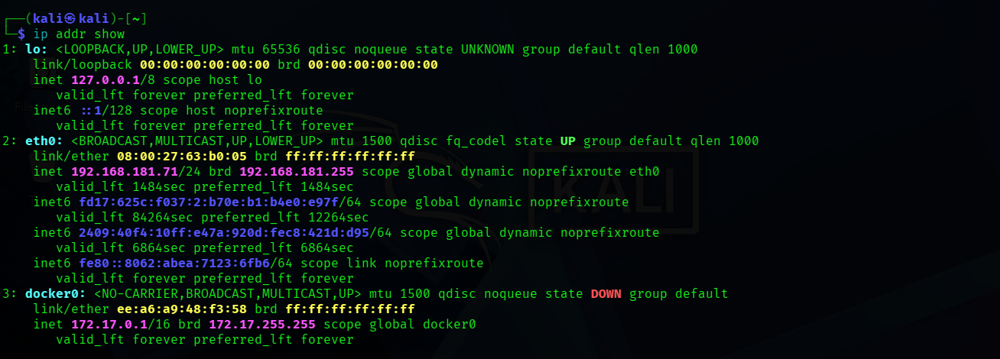 ┌──(kali㉿kali)-[~]
└─$ ip addr show
1: lo: <LOOPBACK,UP,LOWER_UP> mtu 65536 qdisc noqueue state UNKNOWN group default qlen 1000
    link/loopback 00:00:00:00:00:00 brd 00:00:00:00:00:00
    inet 127.0.0.1/8 scope host lo
       valid_lft forever preferred_lft forever
    inet6 ::1/128 scope host noprefixroute
       valid_lft forever preferred_lft forever
2: eth0: <BROADCAST,MULTICAST,UP,LOWER_UP> mtu 1500 qdisc fq_codel state UP group default qlen 1000
    link/ether 08:00:27:63:b0:05 brd ff:ff:ff:ff:ff:ff
    inet 192.168.181.71/24 brd 192.168.181.255 scope global dynamic noprefixroute eth0
       valid_lft 1484sec preferred_lft 1484sec
    inet6 fd17:625c:f037:2:b70e:b1:b4e0:e97f/64 scope global dynamic noprefixroute
       valid_lft 84264sec preferred_lft 12264sec
    inet6 2409:40f4:10ff:e47a:920d:fec8:421d:d95/64 scope global dynamic noprefixroute
       valid_lft 6864sec preferred_lft 6864sec
    inet6 fe80::8062:abea:7123:6fb6/64 scope link noprefixroute
       valid_lft forever preferred_lft forever
3: docker0: <NO-CARRIER,BROADCAST,MULTICAST,UP> mtu 1500 qdisc noqueue state DOWN group default
    link/ether ee:a6:a9:48:f3:58 brd ff:ff:ff:ff:ff:ff
    inet 172.17.0.1/16 brd 172.17.255.255 scope global docker0
       valid_lft forever preferred_lft forever
KALI